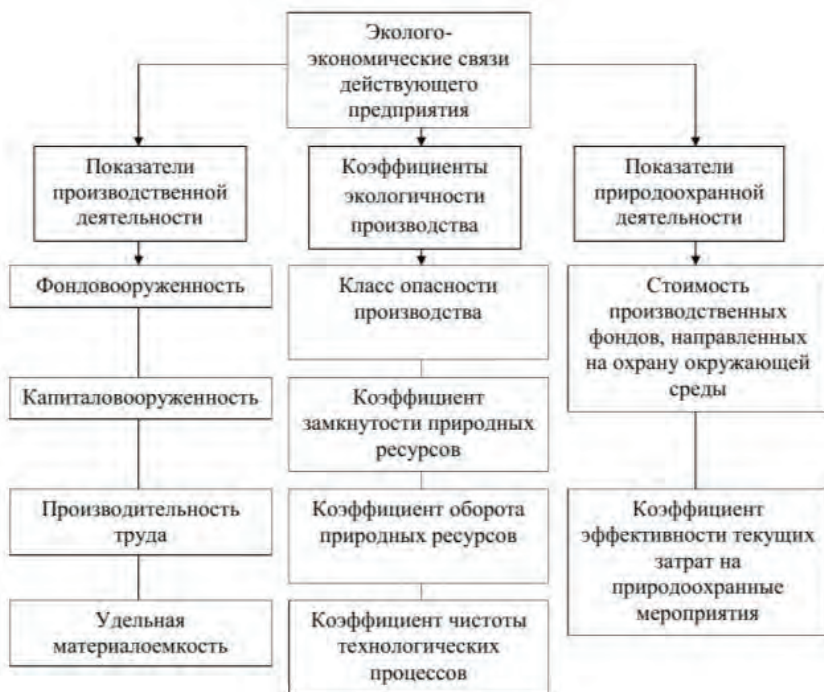 Эколого-
экономические связи
действующего
предприятия
Показатели
производственной
деятельности
Коэффициенты
экологичности
производства
Показатели
природоохранной
деятельности
Фондовооруженность
Капиталовооруженность
Производительность
труда
Удельная
материалоемкость
Класс опасности
производства
Коэффициент
замкнутости природных
ресурсов
Коэффициент оборота
природных ресурсов
Коэффициент чистоты
технологических
процессов
Стоимость
производственных
фондов, направленных
на охрану окружающей
среды
Коэффициент
эффективности текущих
затрат на
природоохранные
мероприятия